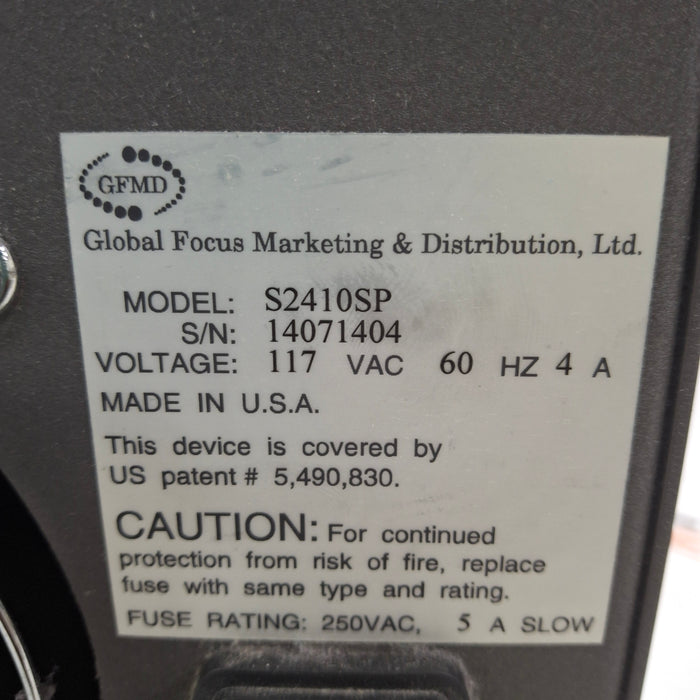 GFMD
Global Focus Marketing & Distribution, Ltd.
MODEL: S2410SP
S/N: 14071404
VOLTAGE: 117 VAC 60 HZ 4 A
MADE IN U.S.A.
This device is covered by
US patent # 5,490,830.
CAUTION: For continued
protection from risk of fire, replace
fuse with same type and rating.
FUSE RATING: 250VAC, 5 A SLOW